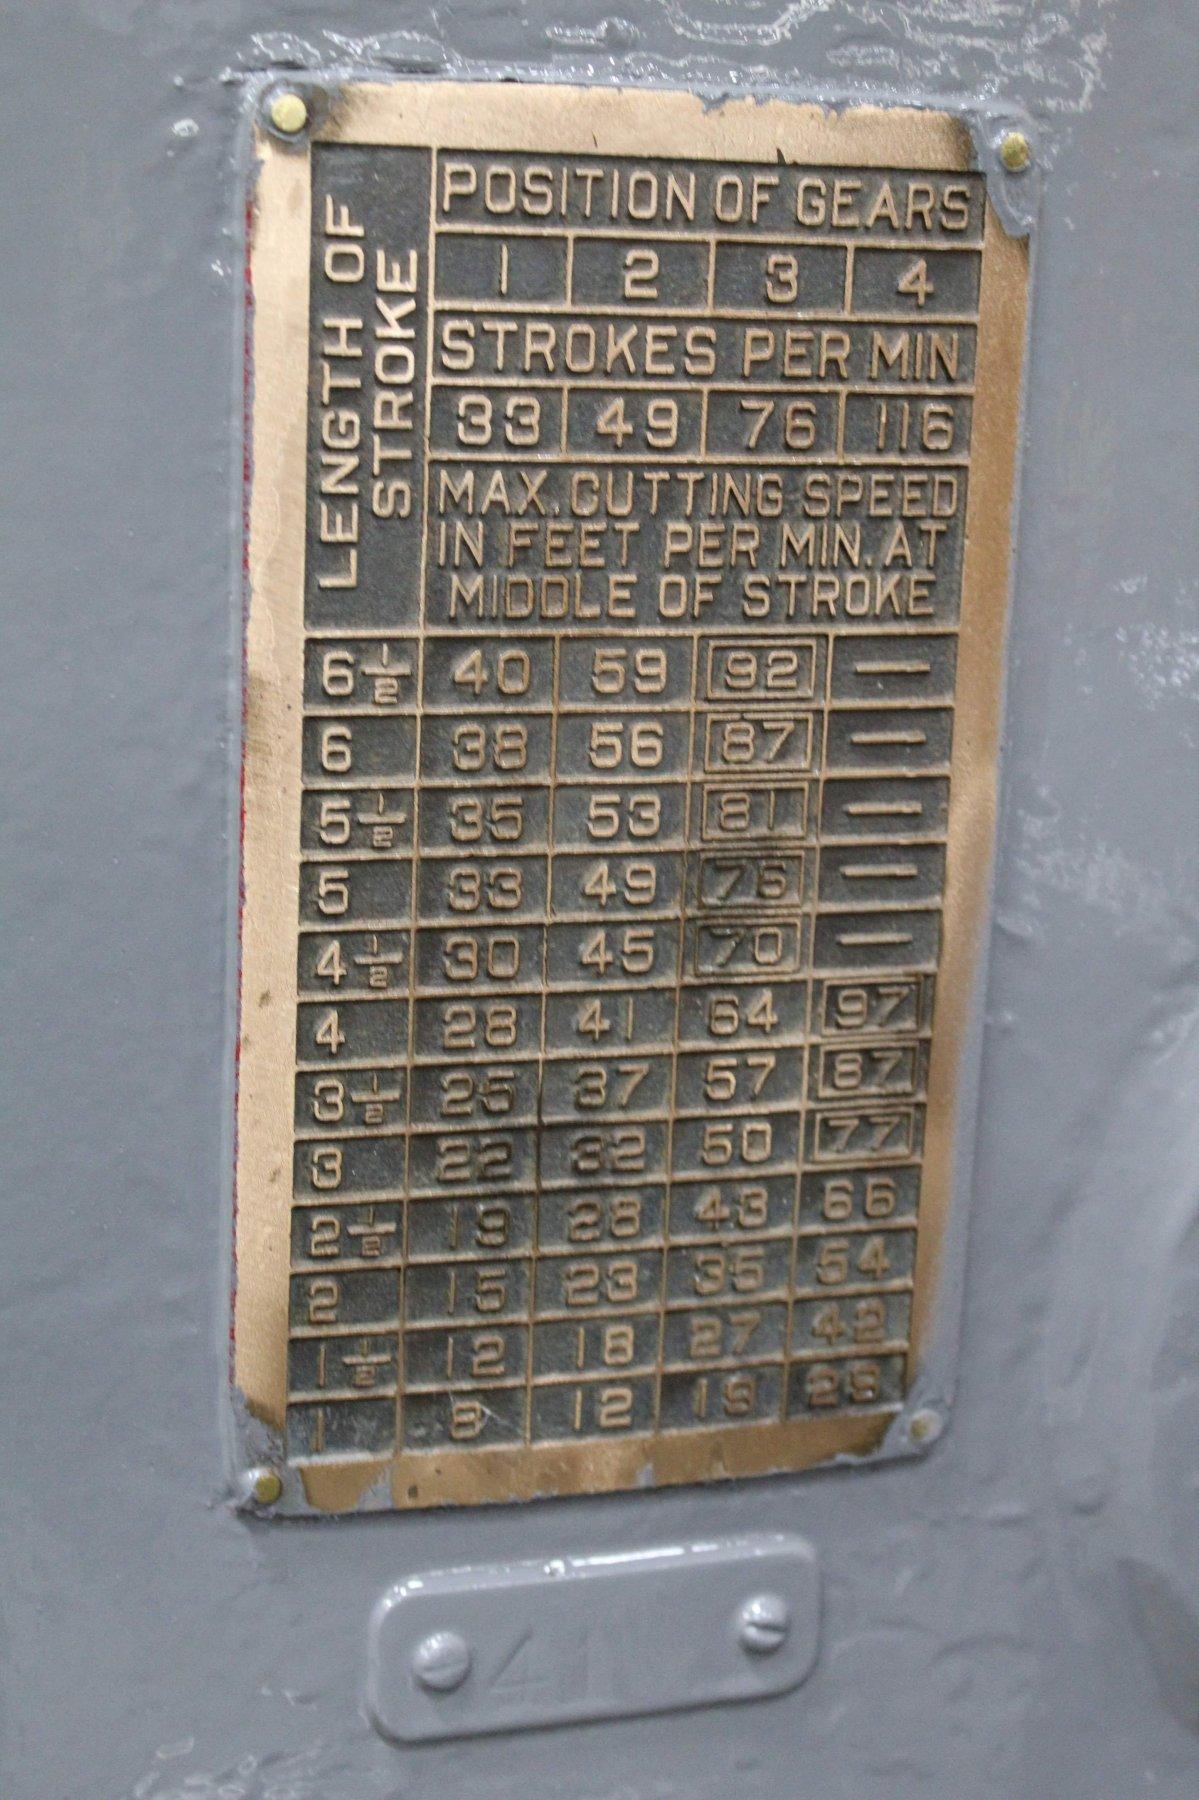 LENGTH OF STROKE
POSITION OF GEARS
1 2 3 4
STROKES PER MIN
33 49 76 116
MAX. CUTTING SPEED
IN FEET PER MIN. AT
MIDDLE OF STROKE
6 1/2 40 59 92 —
6 38 56 87 —
5 1/2 35 53 81 —
5 33 49 76 —
4 1/2 30 45 70 —
4 28 41 64 97
3 1/2 25 37 57 87
3 22 32 50 77
2 1/2 19 28 43 66
2 15 23 35 54
1 1/2 12 18 27 42
1 8 12 19 29